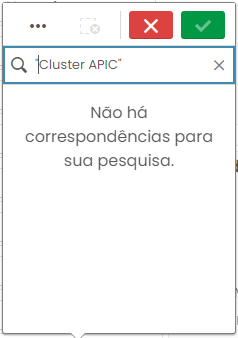 "Cluster APIC"
Não há
correspondências para
sua pesquisa.